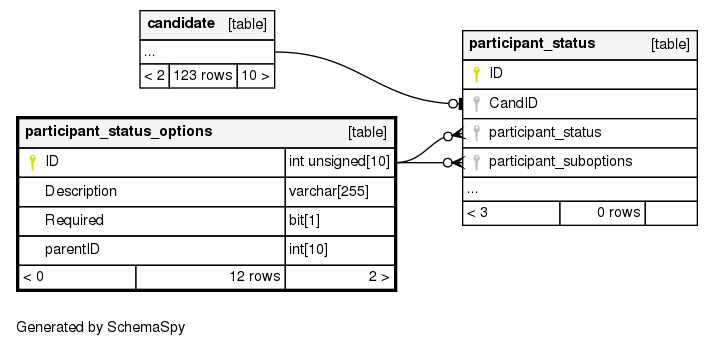 candidate [table]
...
< 2 123 rows 10 >
participant_status [table]
ID
CandID
participant_status
participant_suboptions
...
< 3 0 rows
participant_status_options [table]
ID int unsigned[10]
Description varchar[255]
Required bit[1]
parentID int[10]
< 0 12 rows 2 >
Generated by SchemaSpy